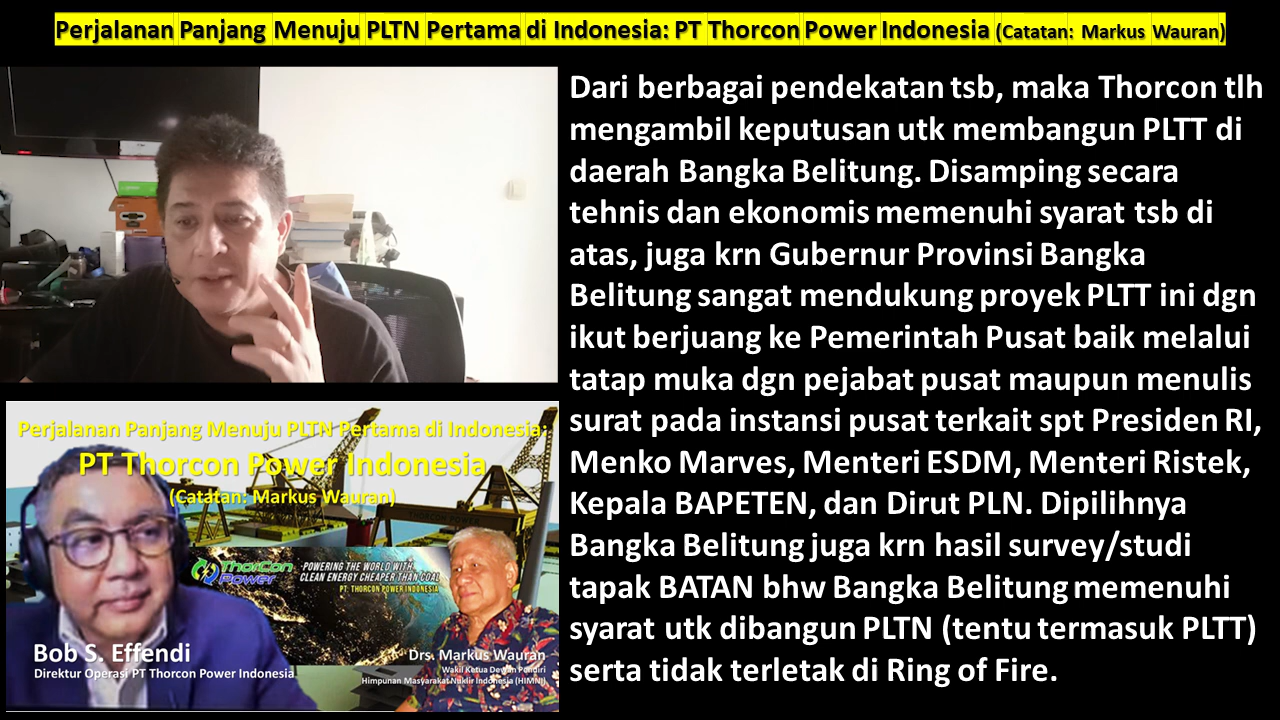 Perjalanan Panjang Menuju PLTN Pertama di Indonesia: PT Thorcon Power Indonesia (Catatan: Markus Wauran)
Dari berbagai pendekatan tsb, maka Thorcon tlh
mengambil keputusan utk membangun PLTT di
daerah Bangka Belitung. Disamping secara
tehnis dan ekonomis memenuhi syarat tsb di
atas, juga krn Gubernur Provinsi Bangka
Belitung sangat mendukung proyek PLTT ini dgn
ikut berjuang ke Pemerintah Pusat baik melalui
tatap muka dgn pejabat pusat maupun menulis
surat pada instansi pusat terkait spt Presiden RI,
Menko Marves, Menteri ESDM, Menteri Ristek,
Kepala BAPETEN, dan Dirut PLN. Dipilihnya
Bangka Belitung juga krn hasil survey/studi
tapak BATAN bhw Bangka Belitung memenuhi
syarat utk dibangun PLTN (tentu termasuk PLTT)
serta tidak terletak di Ring of Fire.
Perjalanan Panjang Menuju PLTN Pertama di Indonesia:
PT Thorcon Power Indonesia
(Catatan: Markus Wauran)
ThorCon
Power
POWERING THE WORLD WITH
CLEAN ENERGY CHEAPER THAN COAL
PT. THORCON POWER INDONESIA
Bob S. Effendi
Direktur Operasi PT Thorcon Power Indonesia
Drs. Markus Wauran
Wakil Ketua Dewan Pendiri
Himpunan Masyarakat Nuklir Indonesia (HIMNI)